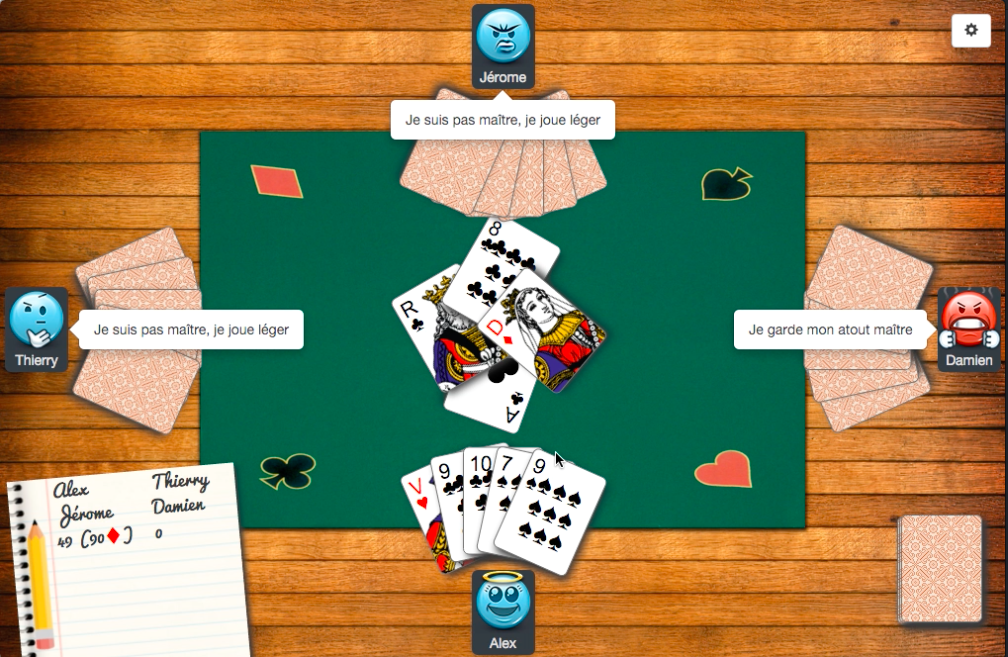 Jérome
Je suis pas maître, je joue léger
8
R
D
A
Je suis pas maître, je joue léger
Thierry
Je garde mon atout maître
Damien
V
9
10
7
9
Alex Thierry
Jérome Damien
49 (90♦) 0
Alex